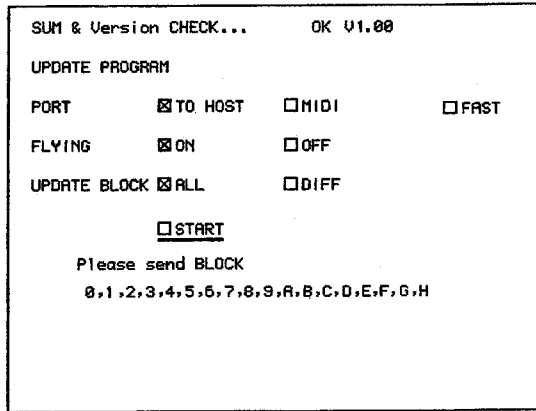 SUM & Version CHECK... OK V1.00
UPDATE PROGRAM
PORT ☒TO HOST ☐MIDI ☐FAST
FLYING ☒ON ☐OFF
UPDATE BLOCK ☒ALL ☐DIFF
☐START
Please send BLOCK
0,1,2,3,4,5,6,7,8,9,A,B,C,D,E,F,G,H